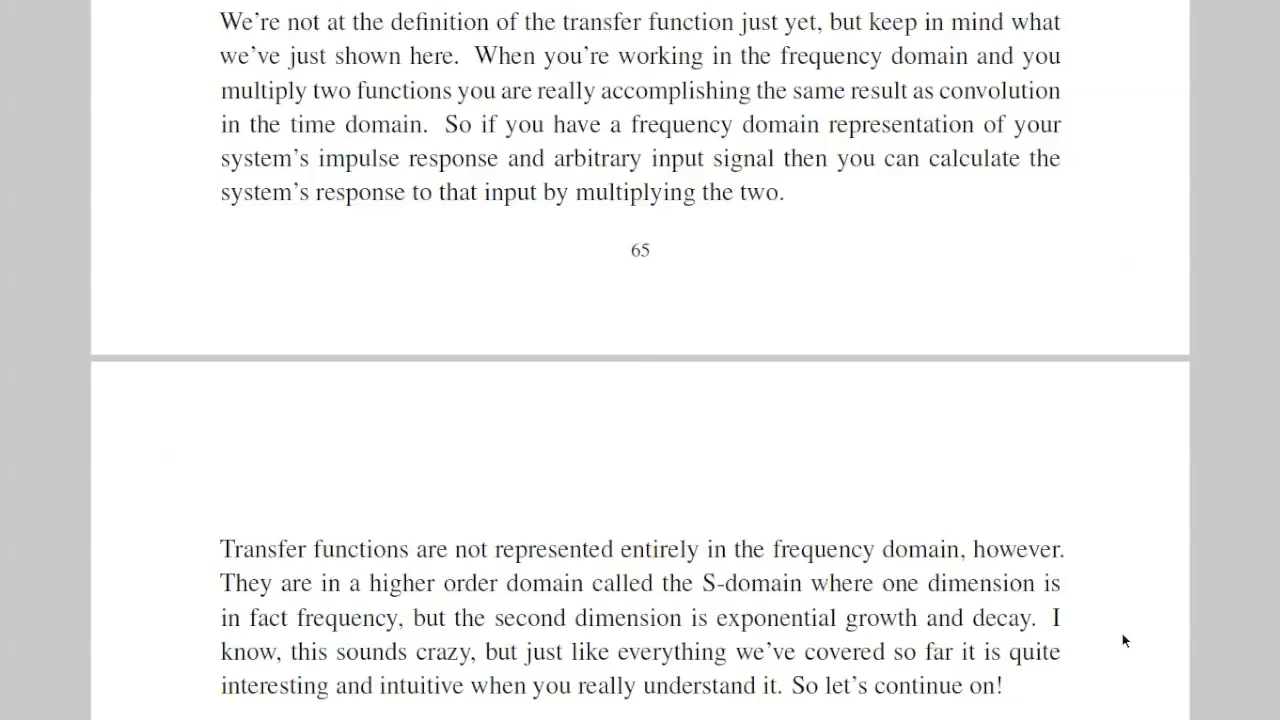 We’re not at the definition of the transfer function just yet, but keep in mind what
we’ve just shown here. When you’re working in the frequency domain and you
multiply two functions you are really accomplishing the same result as convolution
in the time domain. So if you have a frequency domain representation of your
system’s impulse response and arbitrary input signal then you can calculate the
system’s response to that input by multiplying the two.
65
Transfer functions are not represented entirely in the frequency domain, however.
They are in a higher order domain called the S-domain where one dimension is
in fact frequency, but the second dimension is exponential growth and decay. I
know, this sounds crazy, but just like everything we’ve covered so far it is quite
interesting and intuitive when you really understand it. So let’s continue on!